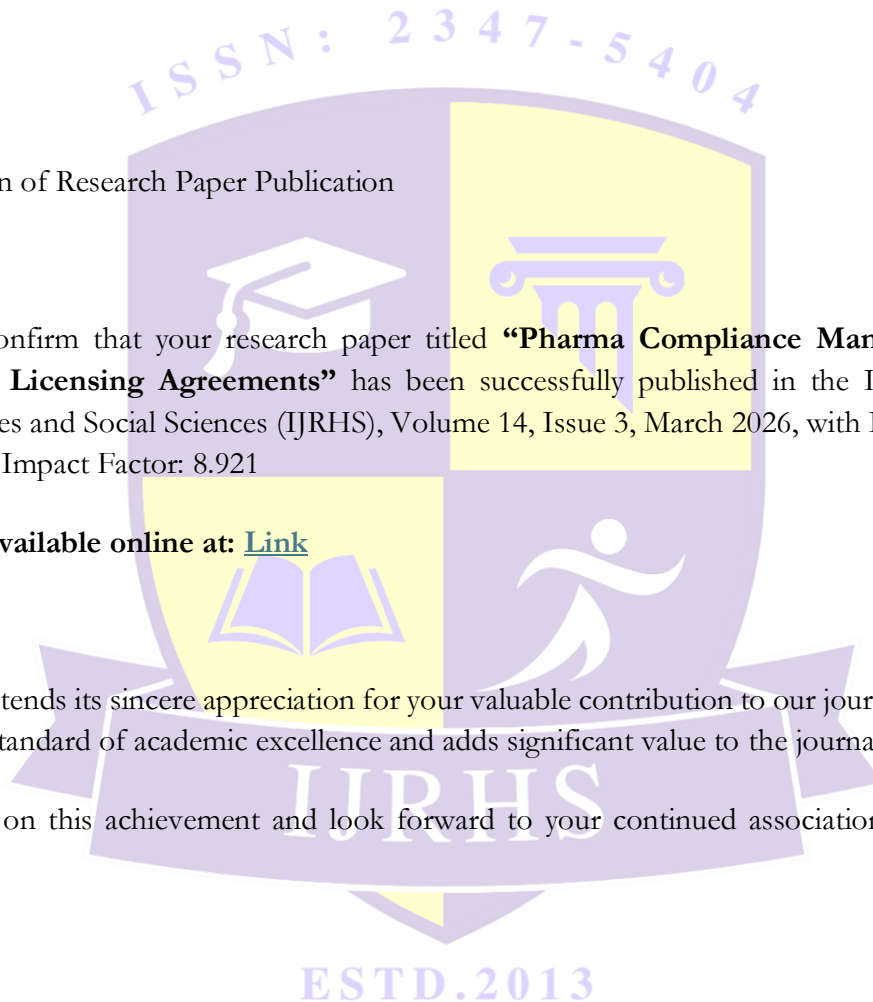 ISSN: 2347-5404
n of Research Paper Publication
onfirm that your research paper titled “Pharma Compliance Man
Licensing Agreements” has been successfully published in the I
es and Social Sciences (IJRHS), Volume 14, Issue 3, March 2026, with I
Impact Factor: 8.921
vailable online at: Link
tends its sincere appreciation for your valuable contribution to our jour
tandard of academic excellence and adds significant value to the journa
IJRHS
on this achievement and look forward to your continued association
ESTD.2013